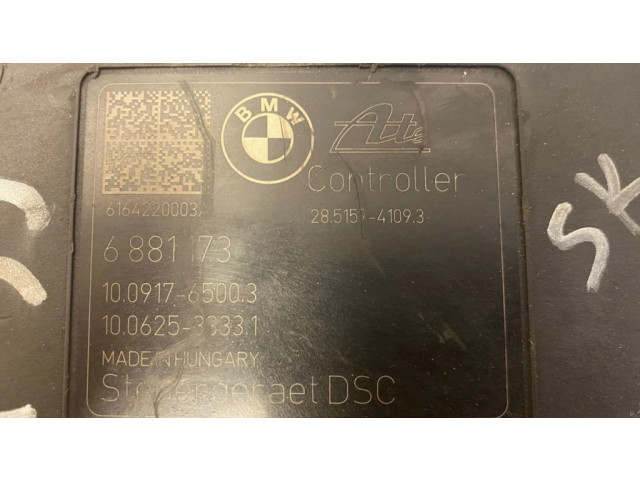 BMW
Ate
Controller
6164220003
28.5157-4109.3
6 881 173
10.0917-6500.3
10.0625-3333.1
MADE IN HUNGARY
Steuergeraet DSC
SK